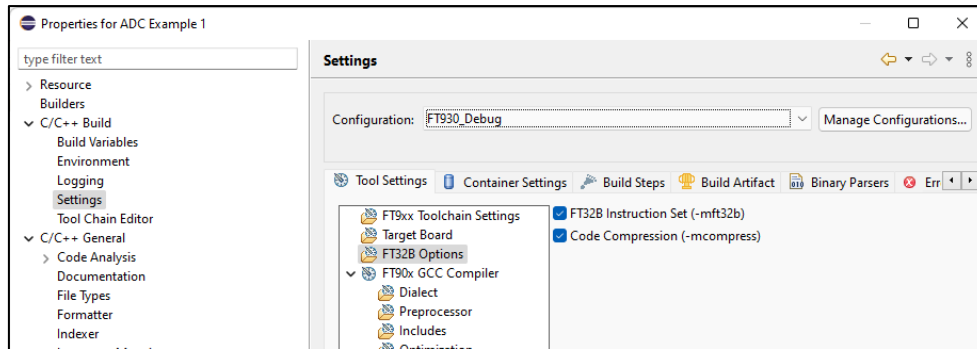 Properties for ADC Example 1
type filter text
Resource
Builders
C/C++ Build
Build Variables
Environment
Logging
Settings
Tool Chain Editor
C/C++ General
Code Analysis
Documentation
File Types
Formatter
Indexer
Settings
Configuration: FT930_Debug Manage Configurations...
Tool Settings Container Settings Build Steps Build Artifact Binary Parsers Err
FT9xx Toolchain Settings
Target Board
FT32B Options
FT90x GCC Compiler
Dialect
Preprocessor
Includes
Optimization
FT32B Instruction Set (-mft32b)
Code Compression (-mcompress)